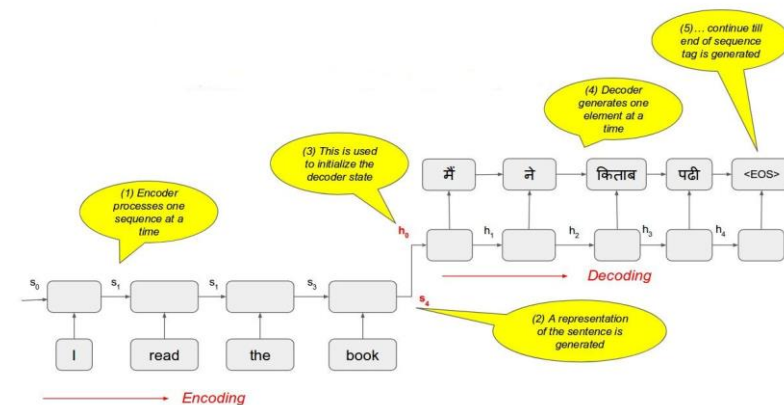 (5)... continue till
end of sequence
tag is generated
(4) Decoder
generates one
element at a
time
(3) This is used
to initialize the
decoder state
(1) Encoder
processes one
sequence at a
time
मैं ने किताब पढी <EOS>
h₀ h₁ h₂ h₃ h₄
Decoding
s₀ s₁ s₁ s₃ s₄
(2) A representation
of the sentence is
generated
I read the book
Encoding